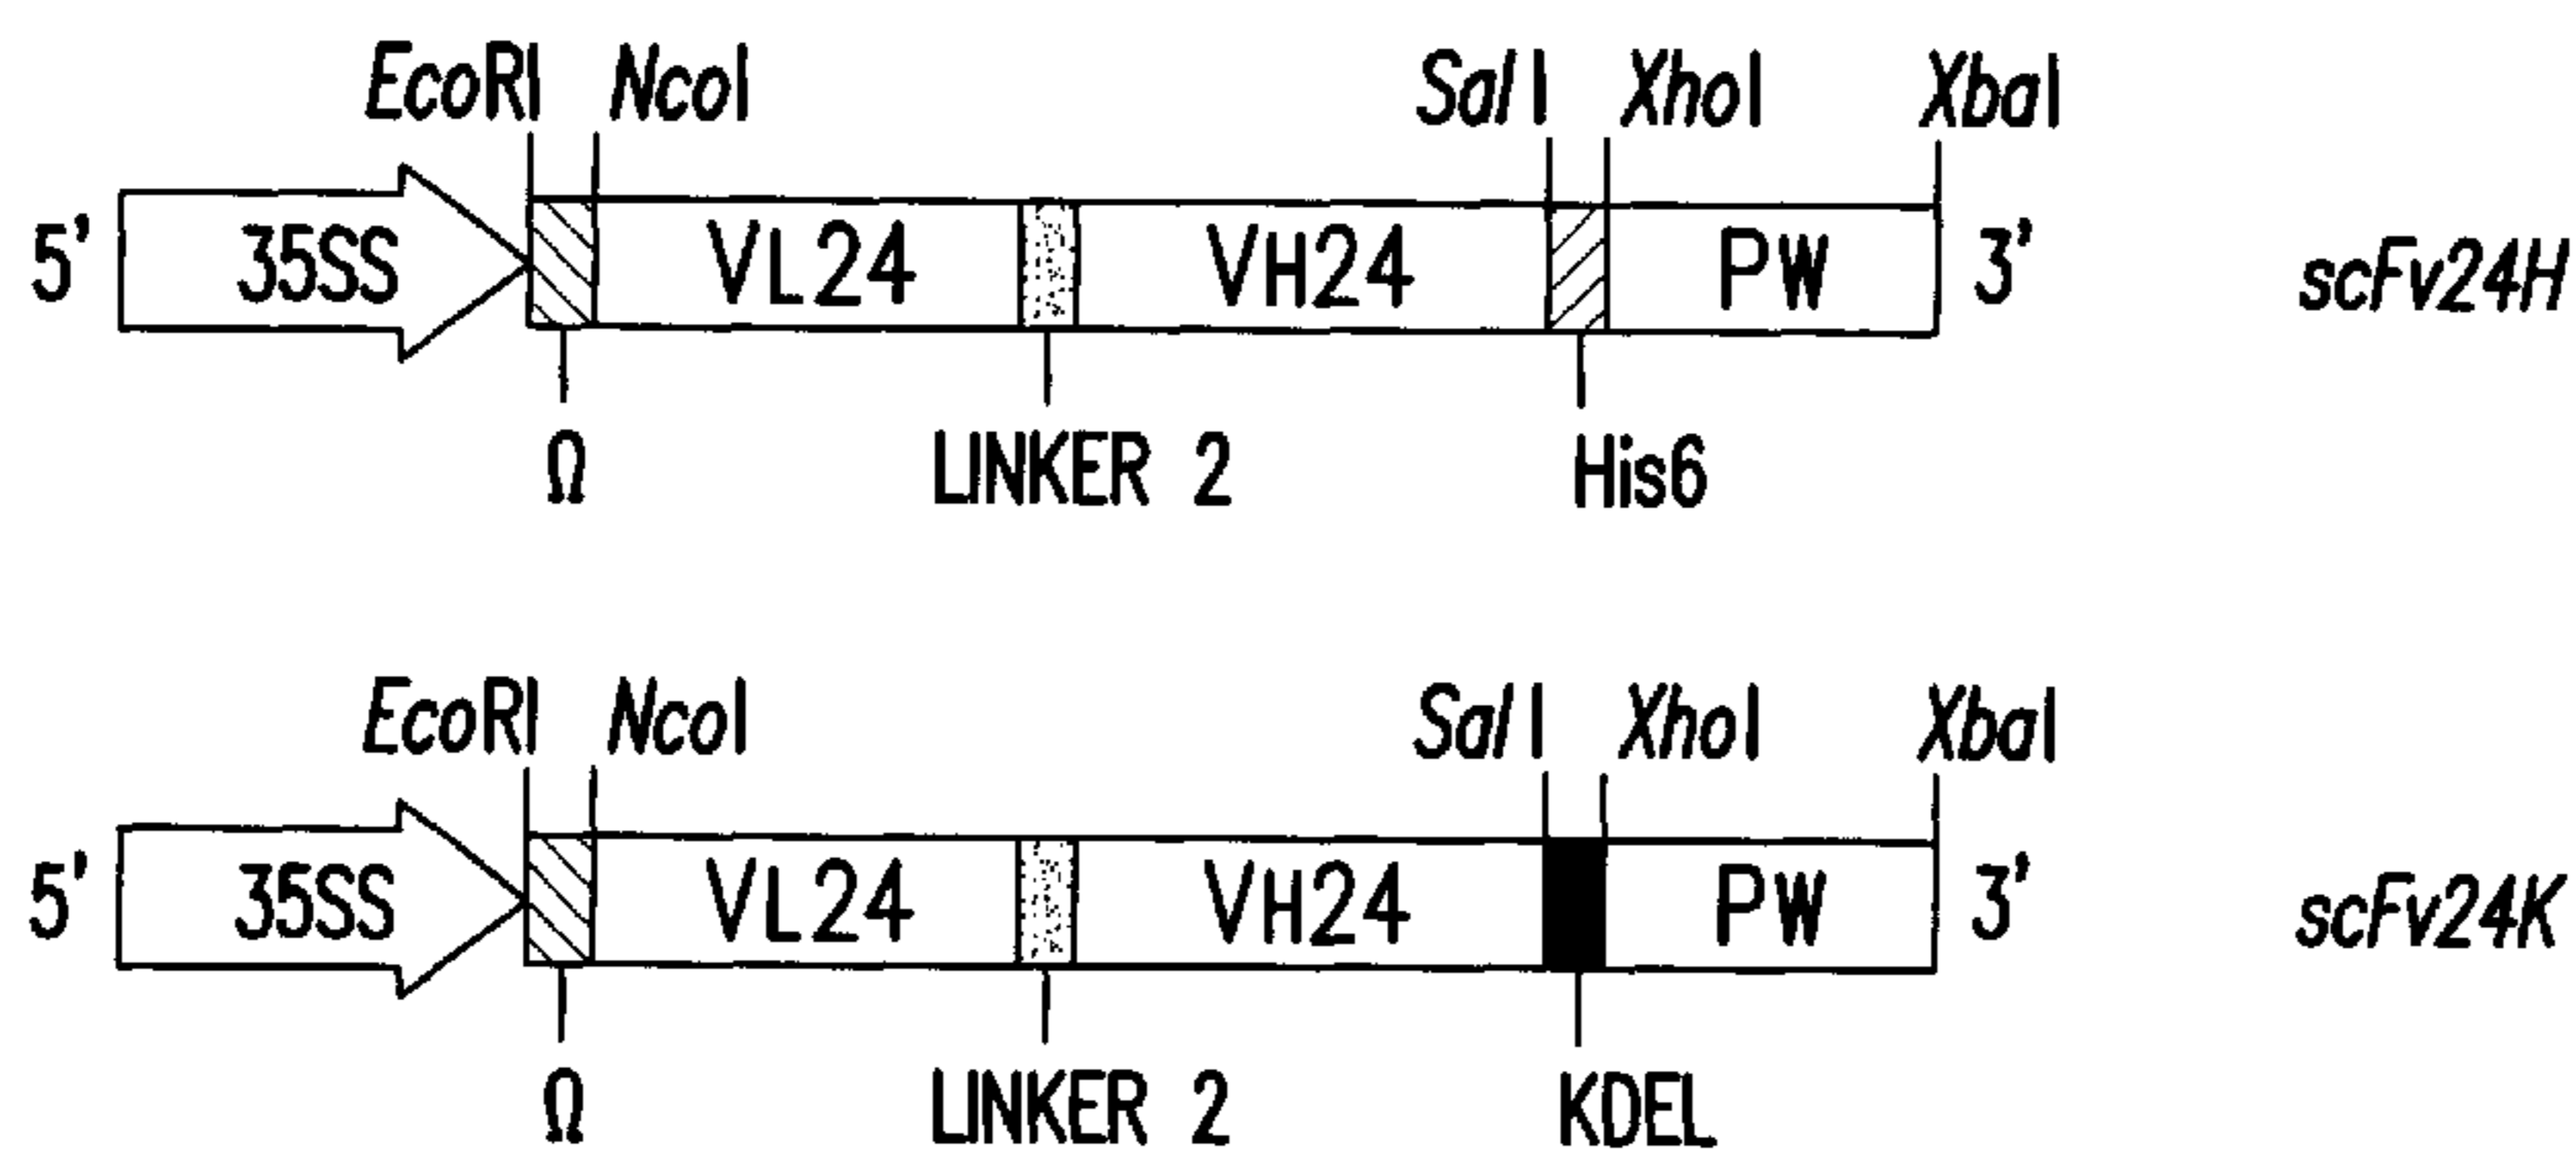 EcoRI NcoI SalI XhoI XbaI
5' 35SS VL24 VH24 PW 3' scFv24H
Ω LINKER 2 His6
EcoRI NcoI SalI XhoI XbaI
5' 35SS VL24 VH24 PW 3' scFv24K
Ω LINKER 2 KDEL